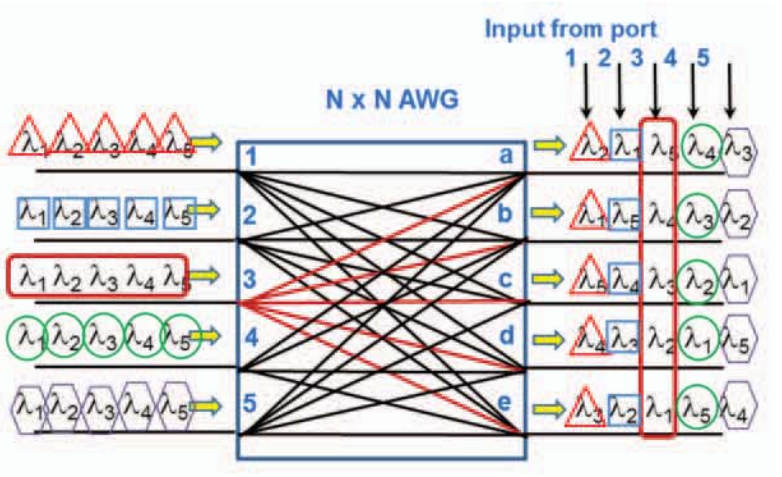 Input from port
1 2 3 4 5
N x N AWG
λ1 λ2 λ3 λ4 λ5 1 a λ2 λ1 λ5 λ4 λ3
λ1 λ2 λ3 λ4 λ5 2 b λ1 λ5 λ4 λ3 λ2
λ1 λ2 λ3 λ4 λ5 3 c λ5 λ4 λ3 λ2 λ1
λ1 λ2 λ3 λ4 λ5 4 d λ4 λ3 λ2 λ1 λ5
λ1 λ2 λ3 λ4 λ5 5 e λ3 λ2 λ1 λ5 λ4